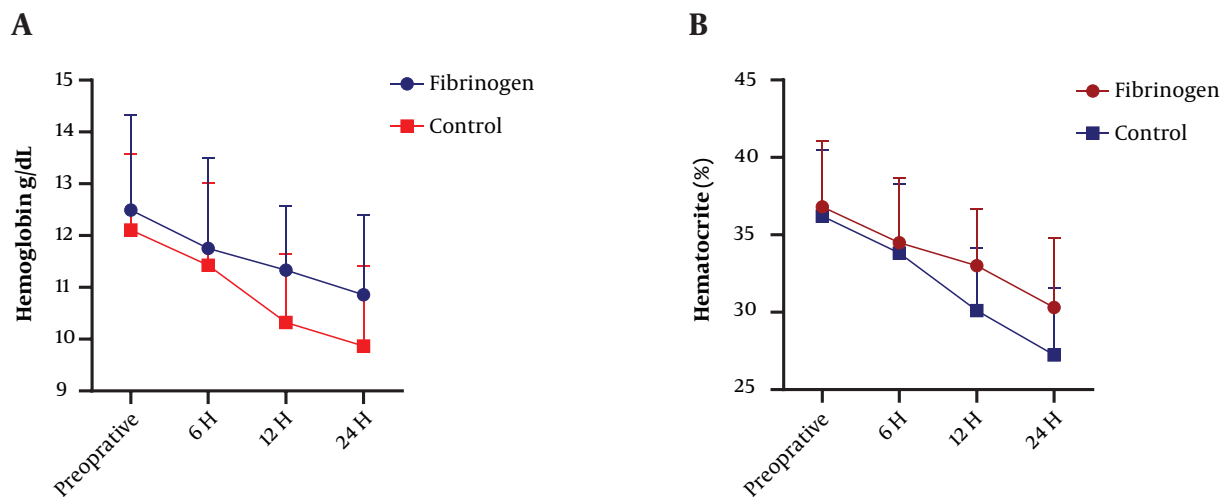 A
Hemoglobin g/dL
15
14
13
12
11
10
9
Preoprative
6 H
12 H
24 H
Fibrinogen
Control
B
Hematocrite (%)
45
40
35
30
25
Preoprative
6 H
12 H
24 H
Fibrinogen
Control